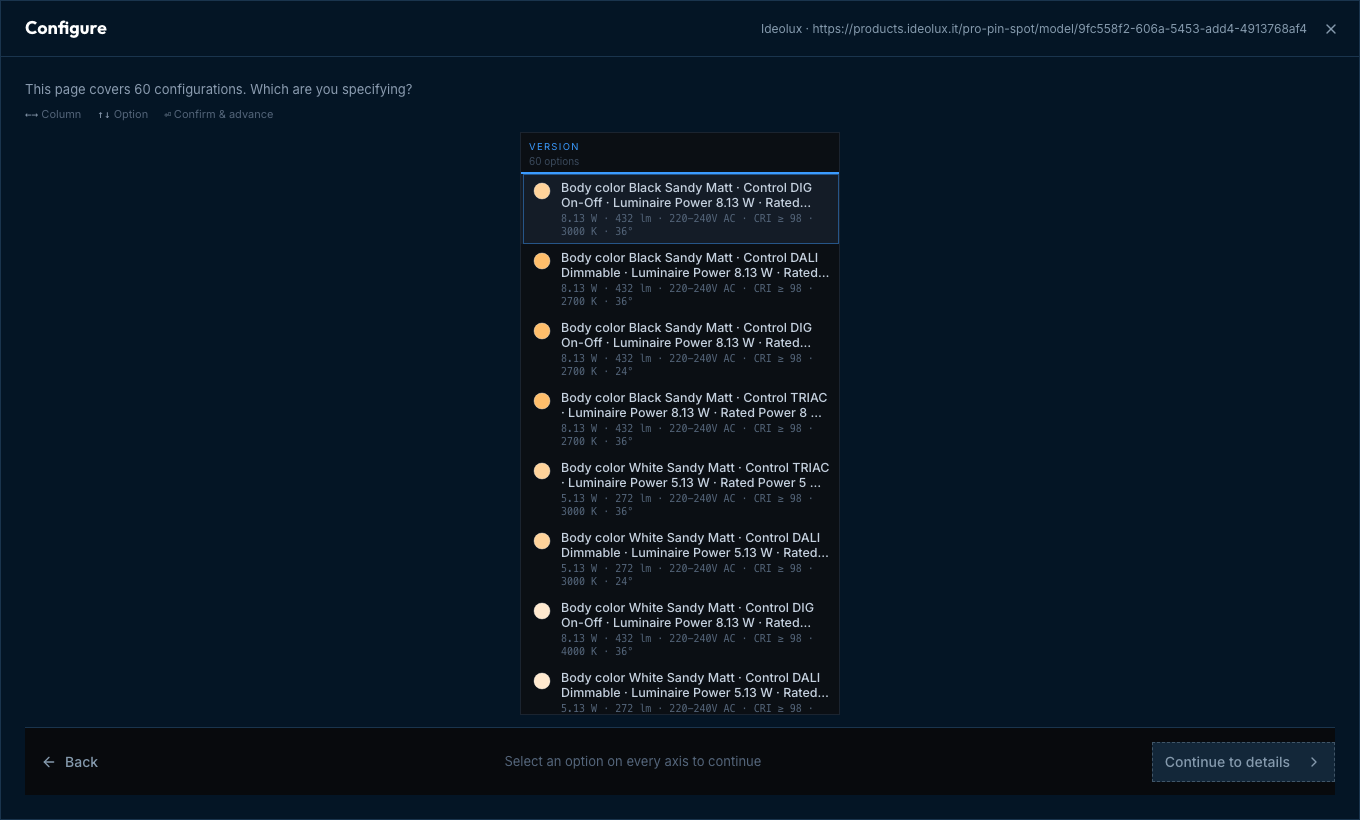 Configure
Ideolux · https://products.ideolux.it/pro-pin-spot/model/9fc558f2-606a-5453-add4-4913768af4
This page covers 60 configurations. Which are you specifying?
←→ Column ↑↓ Option ⏎ Confirm & advance
VERSION
60 options
Body color Black Sandy Matt · Control DIG
On-Off · Luminaire Power 8.13 W · Rated...
8.13 W · 432 lm · 220–240V AC · CRI ≥ 98 ·
3000 K · 36°
Body color Black Sandy Matt · Control DALI
Dimmable · Luminaire Power 8.13 W · Rated...
8.13 W · 432 lm · 220–240V AC · CRI ≥ 98 ·
2700 K · 36°
Body color Black Sandy Matt · Control DIG
On-Off · Luminaire Power 8.13 W · Rated...
8.13 W · 432 lm · 220–240V AC · CRI ≥ 98 ·
2700 K · 24°
Body color Black Sandy Matt · Control TRIAC
· Luminaire Power 8.13 W · Rated Power 8 ...
8.13 W · 432 lm · 220–240V AC · CRI ≥ 98 ·
2700 K · 36°
Body color White Sandy Matt · Control TRIAC
· Luminaire Power 5.13 W · Rated Power 5 ...
5.13 W · 272 lm · 220–240V AC · CRI ≥ 98 ·
3000 K · 36°
Body color White Sandy Matt · Control DALI
Dimmable · Luminaire Power 5.13 W · Rated...
5.13 W · 272 lm · 220–240V AC · CRI ≥ 98 ·
3000 K · 24°
Body color White Sandy Matt · Control DIG
On-Off · Luminaire Power 8.13 W · Rated...
8.13 W · 432 lm · 220–240V AC · CRI ≥ 98 ·
4000 K · 36°
Body color White Sandy Matt · Control DALI
Dimmable · Luminaire Power 5.13 W · Rated...
5.13 W · 272 lm · 220–240V AC · CRI ≥ 98 ·
← Back
Select an option on every axis to continue
Continue to details